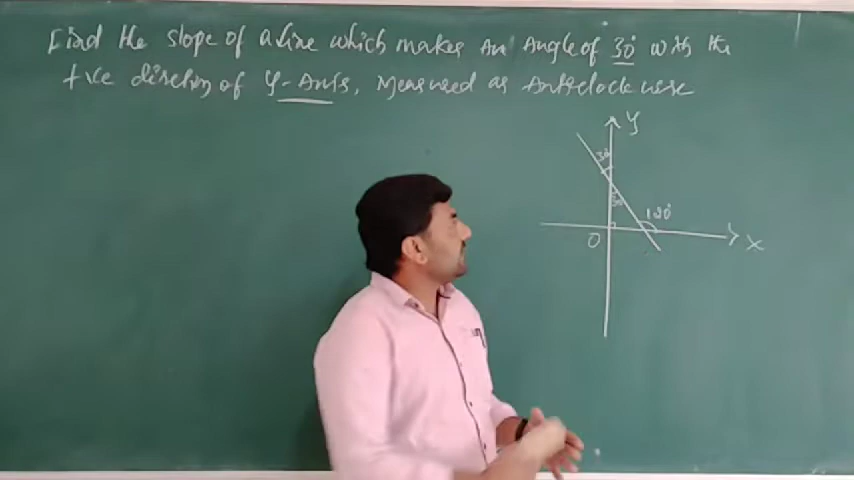 Find the slope of a line which makes an angle of 30° with the
+ve direction of Y-Axis, Measured as Anticlockwise
Y
30°
30
120°
O
X